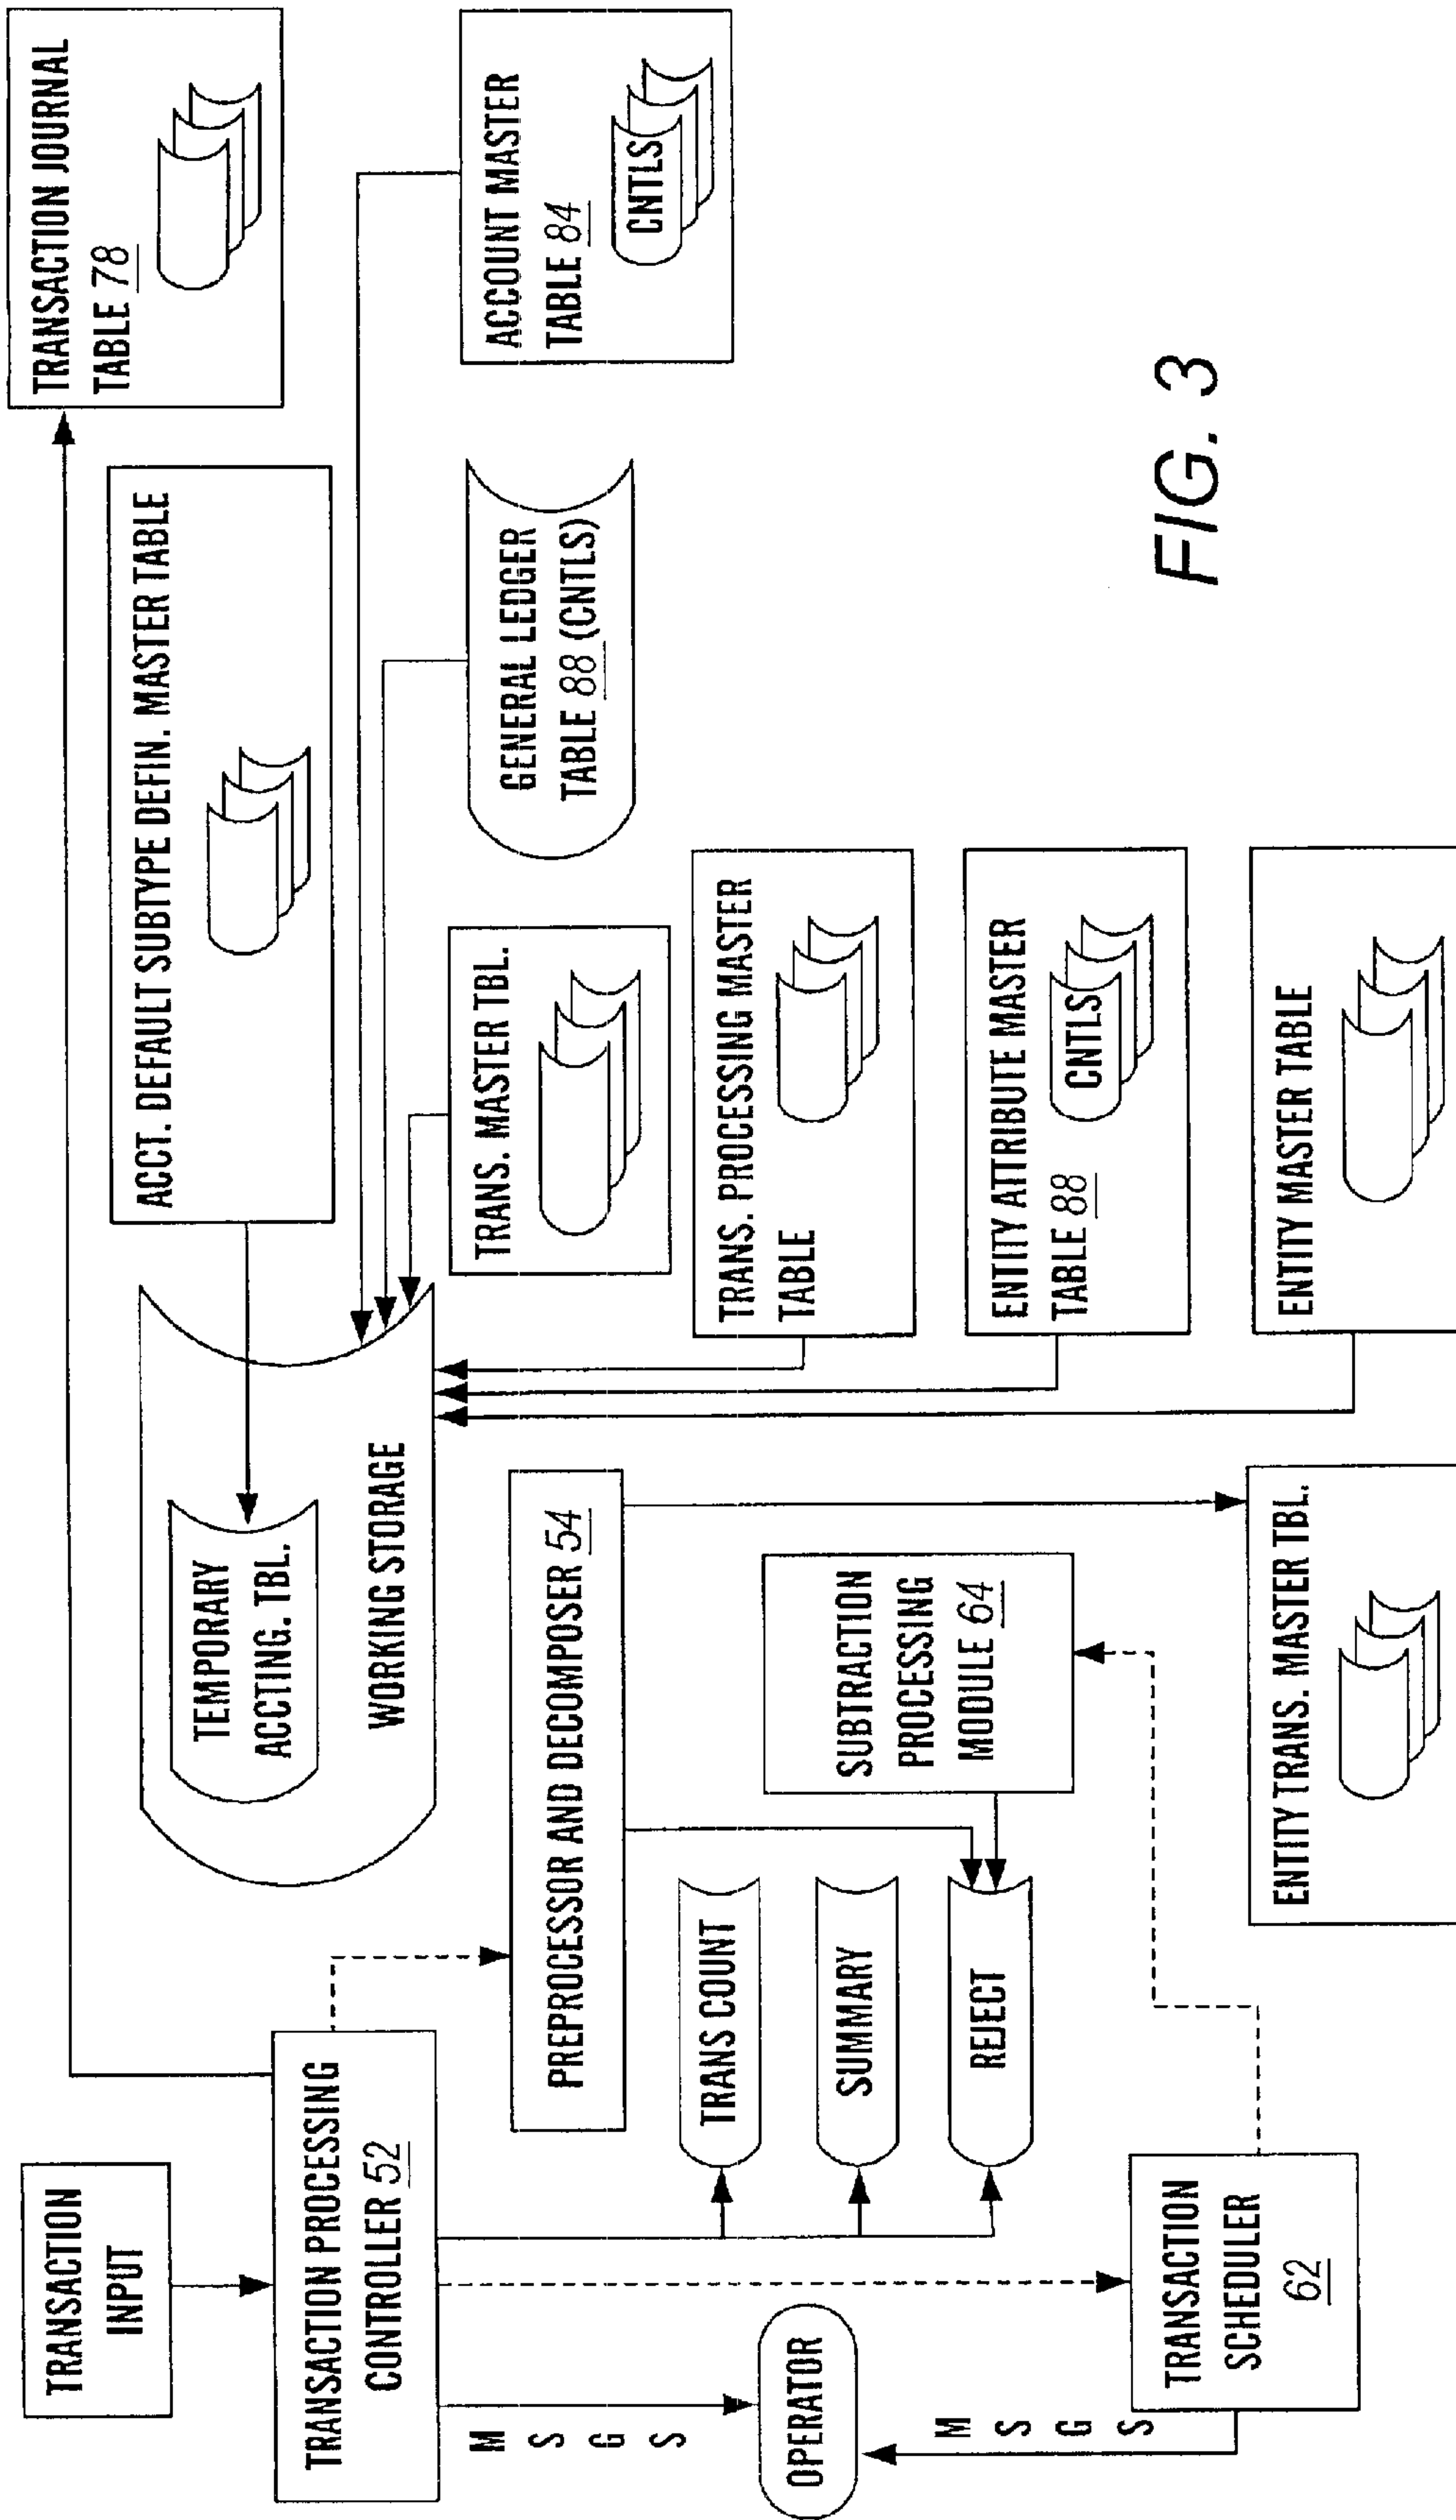 TRANSACTION
INPUT
TRANSACTION PROCESSING
CONTROLLER 52
TRANSACTION JOURNAL
TABLE 78
ACCT. DEFAULT SUBTYPE DEFIN. MASTER TABLE
TEMPORARY
ACCTING. TBL.
WORKING STORAGE
ACCOUNT MASTER
TABLE 84
CNTLS
GENERAL LEDGER
TABLE 88 (CNTLS)
TRANS. MASTER TBL.
PREPROCESSOR AND DECOMPOSER 54
M
S
G
S
OPERATOR
TRANS COUNT
SUMMARY
REJECT
SUBTRACTION
PROCESSING
MODULE 64
TRANS. PROCESSING MASTER
TABLE
ENTITY ATTRIBUTE MASTER
TABLE 88
CNTLS
M
S
G
S
TRANSACTION
SCHEDULER
62
ENTITY TRANS. MASTER TBL.
ENTITY MASTER TABLE
FIG. 3